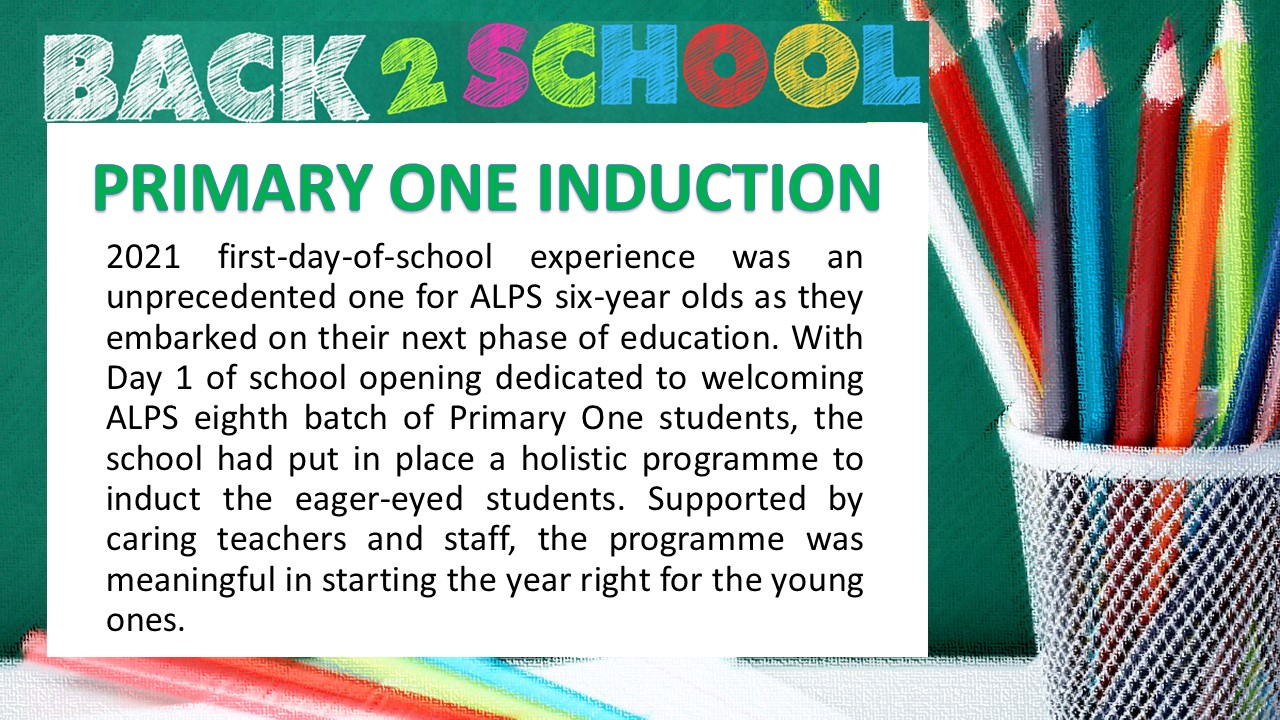 BACK 2 SCHOOL
PRIMARY ONE INDUCTION
2021 first-day-of-school experience was an
unprecedented one for ALPS six-year olds as they
embarked on their next phase of education. With
Day 1 of school opening dedicated to welcoming
ALPS eighth batch of Primary One students, the
school had put in place a holistic programme to
induct the eager-eyed students. Supported by
caring teachers and staff, the programme was
meaningful in starting the year right for the young
ones.